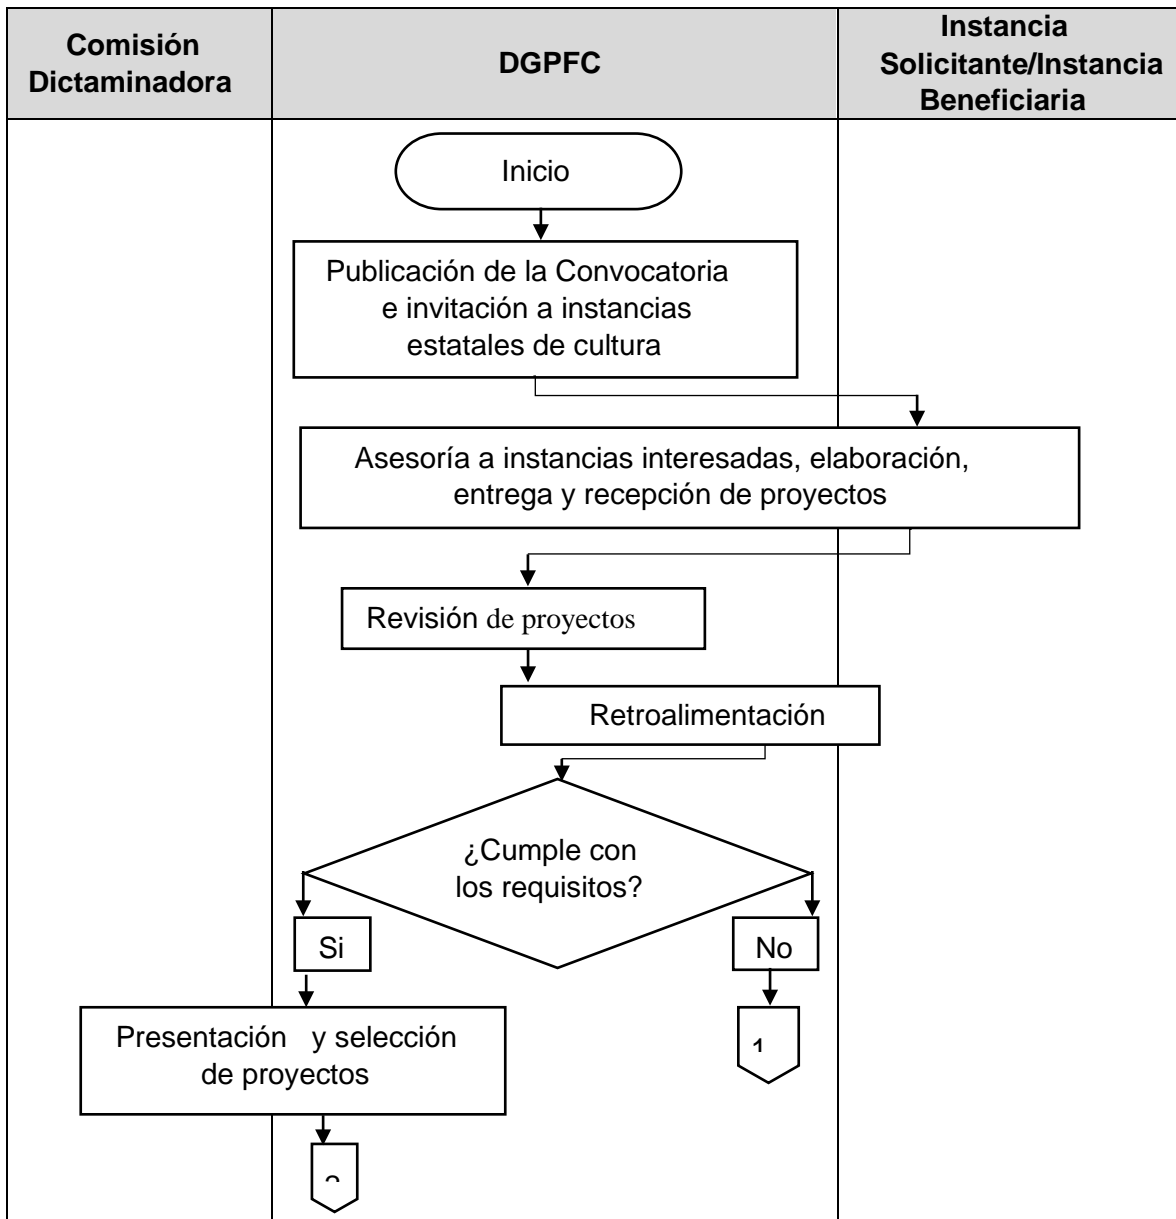 Comisión
Dictaminadora
DGPFC
Instancia
Solicitante/Instancia
Beneficiaria
Inicio
Publicación de la Convocatoria
e invitación a instancias
estatales de cultura
Asesoría a instancias interesadas, elaboración,
entrega y recepción de proyectos
Revisión de proyectos
Retroalimentación
¿Cumple con
los requisitos?
Si
No
Presentación y selección
de proyectos
1